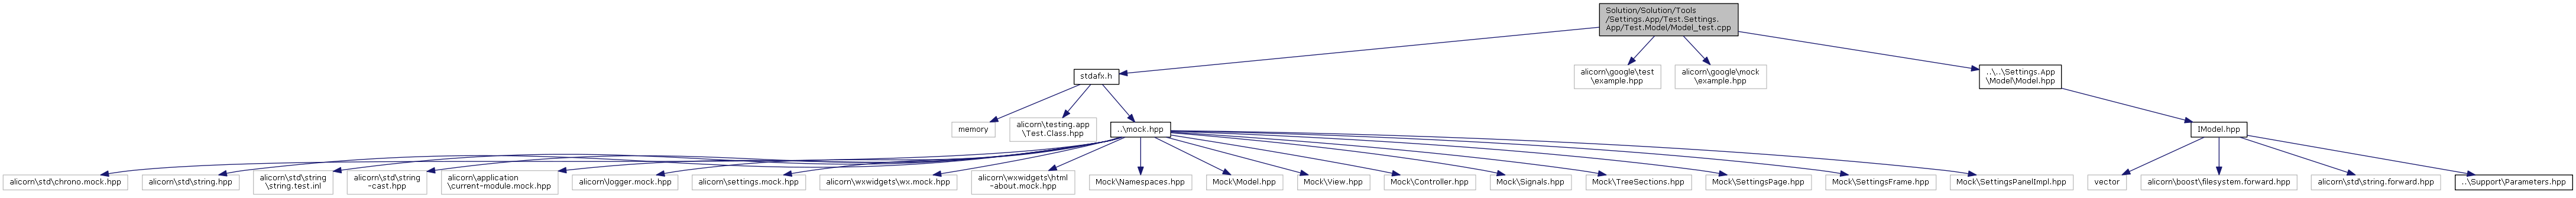 Solution/Solution/Tools
/Settings.App/Test.Settings.
App/Test.Model/Model_test.cpp
stdafx.h
alicorn\google\test
\example.hpp
alicorn\google\mock
\example.hpp
..\..\Settings.App
\Model\Model.hpp
memory
alicorn\testing.app
\Test.Class.hpp
..\mock.hpp
IModel.hpp
alicorn\std\chrono.mock.hpp
alicorn\std\string.hpp
alicorn\std\string
\string.test.inl
alicorn\std\string
-cast.hpp
alicorn\application
\current-module.mock.hpp
alicorn\logger.mock.hpp
alicorn\settings.mock.hpp
alicorn\wxwidgets\wx.mock.hpp
alicorn\wxwidgets\html
-about.mock.hpp
Mock\Namespaces.hpp
Mock\Model.hpp
Mock\View.hpp
Mock\Controller.hpp
Mock\Signals.hpp
Mock\TreeSections.hpp
Mock\SettingsPage.hpp
Mock\SettingsFrame.hpp
Mock\SettingsPanelImpl.hpp
vector
alicorn\boost\filesystem.forward.hpp
alicorn\std\string.forward.hpp
..\Support\Parameters.hpp